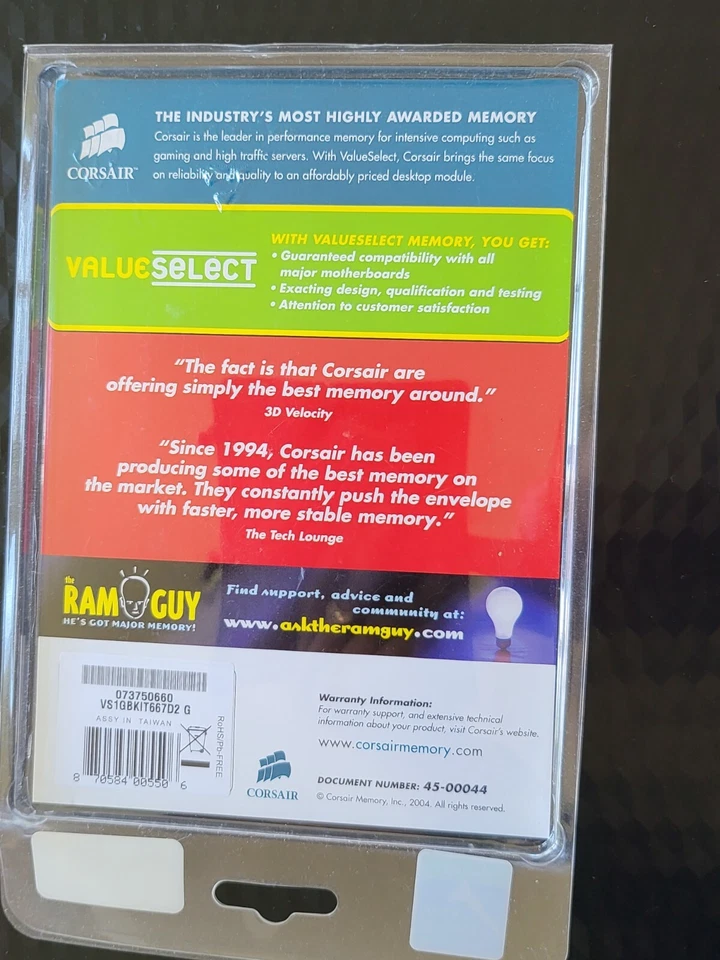 THE INDUSTRY'S MOST HIGHLY AWARDED MEMORY
Corsair is the leader in performance memory for intensive computing such as
gaming and high traffic servers. With ValueSelect, Corsair brings the same focus
on reliability and quality to an affordably priced desktop module.
CORSAIR™
VALUESELECT
WITH VALUESELECT MEMORY, YOU GET:
• Guaranteed compatibility with all
major motherboards
• Exacting design, qualification and testing
• Attention to customer satisfaction
"The fact is that Corsair are
offering simply the best memory around."
3D Velocity
"Since 1994, Corsair has been
producing some of the best memory on
the market. They constantly push the envelope
with faster, more stable memory."
The Tech Lounge
the
RAM GUY
HE'S GOT MAJOR MEMORY!
Find support, advice and
community at:
www.asktheramguy.com
073750660
VS1GBKIT667D2 G
ASSY IN TAIWAN
RoHS/Pb-FREE
8 70584 00550 6
CORSAIR
Warranty Information:
For warranty support, and extensive technical
information about your product, visit Corsair's website.
www.corsairmemory.com
DOCUMENT NUMBER: 45-00044
© Corsair Memory, Inc., 2004. All rights reserved.